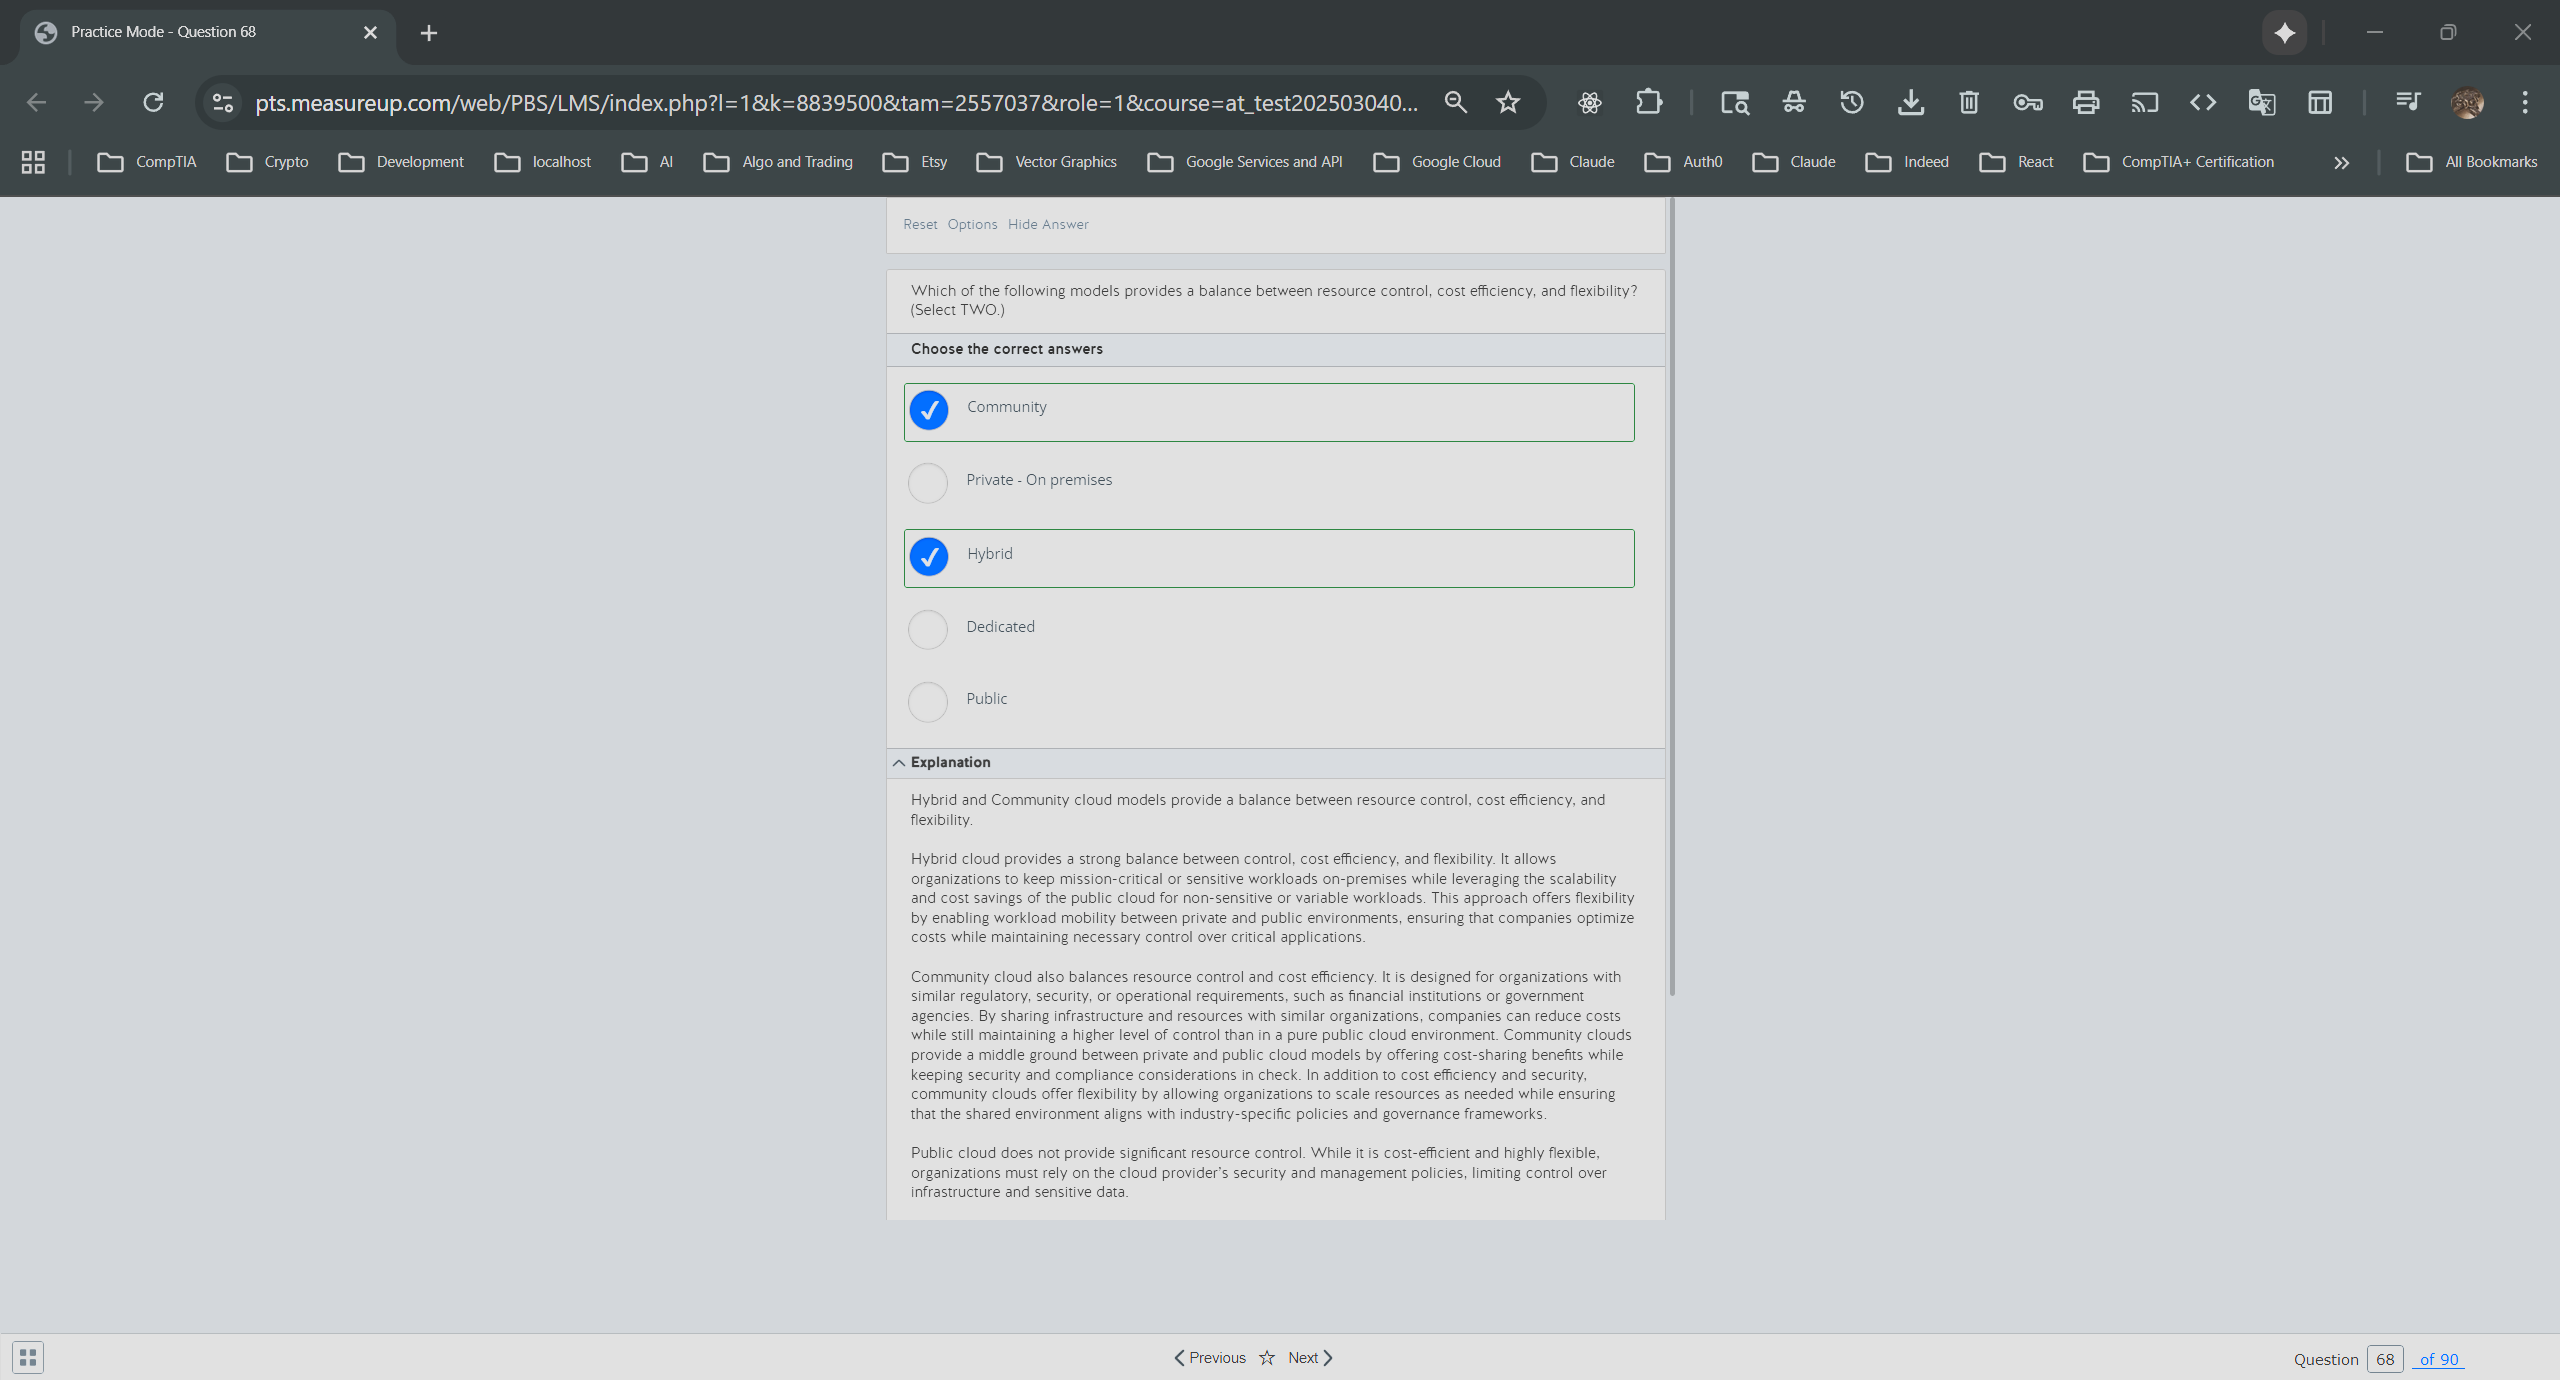 Practice Mode - Question 68
pts.measureup.com/web/PBS/LMS/index.php?l=1&k=8839500&tam=2557037&role=1&course=at_test202503040...
CompTIA
Crypto
Development
localhost
AI
Algo and Trading
Etsy
Vector Graphics
Google Services and API
Google Cloud
Claude
Auth0
Claude
Indeed
React
CompTIA+ Certification
All Bookmarks
Reset Options Hide Answer
Which of the following models provides a balance between resource control, cost efficiency, and flexibility?
(Select TWO.)
Choose the correct answers
Community
Private - On premises
Hybrid
Dedicated
Public
Explanation
Hybrid and Community cloud models provide a balance between resource control, cost efficiency, and
flexibility.
Hybrid cloud provides a strong balance between control, cost efficiency, and flexibility. It allows
organizations to keep mission-critical or sensitive workloads on-premises while leveraging the scalability
and cost savings of the public cloud for non-sensitive or variable workloads. This approach offers flexibility
by enabling workload mobility between private and public environments, ensuring that companies optimize
costs while maintaining necessary control over critical applications.
Community cloud also balances resource control and cost efficiency. It is designed for organizations with
similar regulatory, security, or operational requirements, such as financial institutions or government
agencies. By sharing infrastructure and resources with similar organizations, companies can reduce costs
while still maintaining a higher level of control than in a pure public cloud environment. Community clouds
provide a middle ground between private and public cloud models by offering cost-sharing benefits while
keeping security and compliance considerations in check. In addition to cost efficiency and security,
community clouds offer flexibility by allowing organizations to scale resources as needed while ensuring
that the shared environment aligns with industry-specific policies and governance frameworks.
Public cloud does not provide significant resource control. While it is cost-efficient and highly flexible,
organizations must rely on the cloud provider's security and management policies, limiting control over
infrastructure and sensitive data.
Previous Next
Question 68 of 90